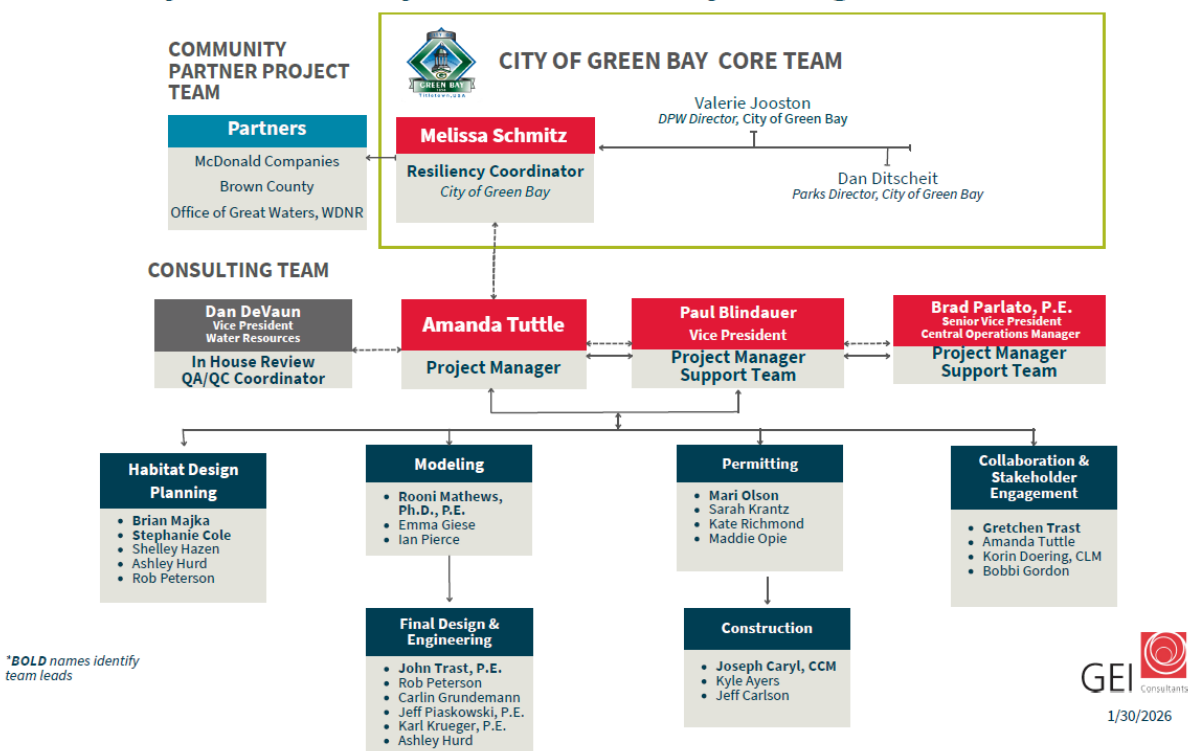 COMMUNITY
PARTNER PROJECT
TEAM
Partners
McDonald Companies
Brown County
Office of Great Waters, WDNR
GREEN BAY
Titletown, USA
CITY OF GREEN BAY CORE TEAM
Valerie Jooston
DPW Director, City of Green Bay
Melissa Schmitz
Resiliency Coordinator
City of Green Bay
Dan Ditscheit
Parks Director, City of Green Bay
CONSULTING TEAM
Dan DeVaun
Vice President
Water Resources
In House Review
QA/QC Coordinator
Amanda Tuttle
Project Manager
Paul Blindauer
Vice President
Project Manager
Support Team
Brad Parlato, P.E.
Senior Vice President
Central Operations Manager
Project Manager
Support Team
Habitat Design
Planning
• Brian Majka
• Stephanie Cole
• Shelley Hazen
• Ashley Hurd
• Rob Peterson
Modeling
• Rooni Mathews,
Ph.D., P.E.
• Emma Giese
• Ian Pierce
Permitting
• Mari Olson
• Sarah Krantz
• Kate Richmond
• Maddie Opie
Collaboration &
Stakeholder
Engagement
• Gretchen Trast
• Amanda Tuttle
• Korin Doering, CLM
• Bobbi Gordon
Final Design &
Engineering
• John Trast, P.E.
• Rob Peterson
• Carlin Grundemann
• Jeff Piaskowski, P.E.
• Karl Krueger, P.E.
• Ashley Hurd
Construction
• Joseph Caryl, CCM
• Kyle Ayers
• Jeff Carlson
*BOLD names identify
team leads
GEI Consultants
1/30/2026